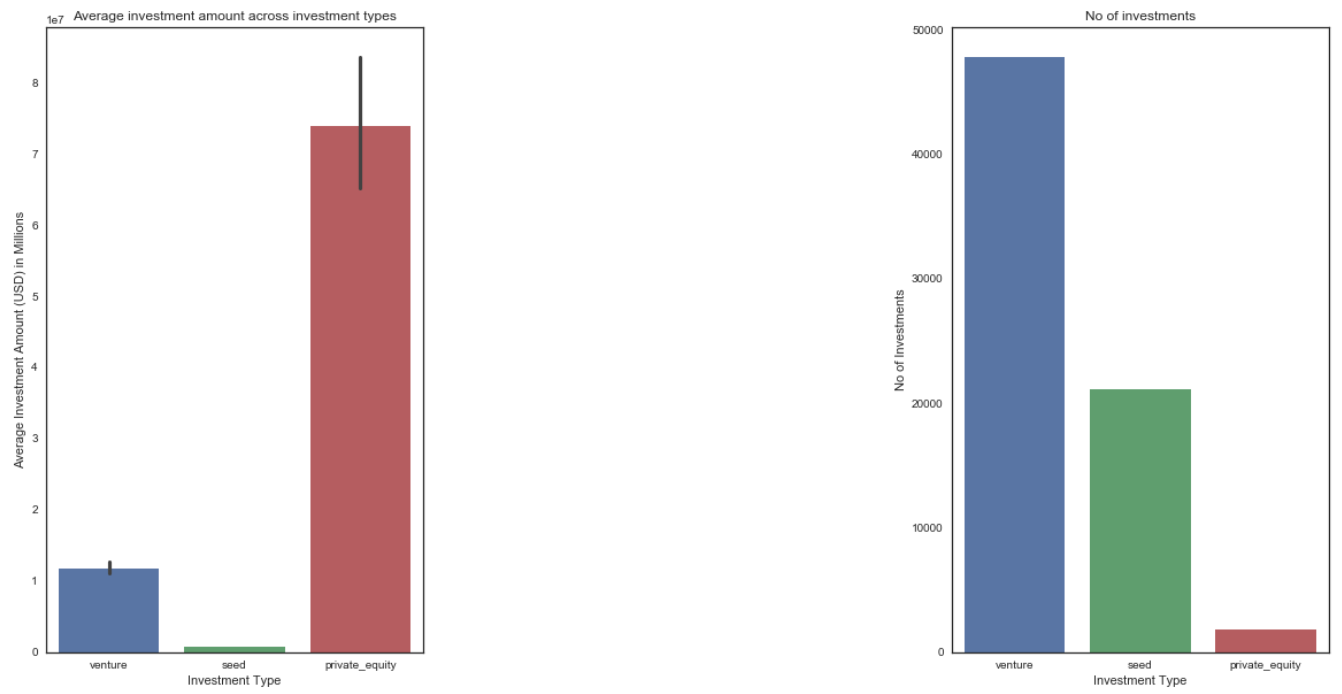 Average investment amount across investment types
1e7
8
7
6
5
4
3
2
1
0
Average Investment Amount (USD) in Millions
venture seed private_equity
Investment Type
No of investments
50000
40000
30000
20000
10000
0
No of Investments
venture seed private_equity
Investment Type